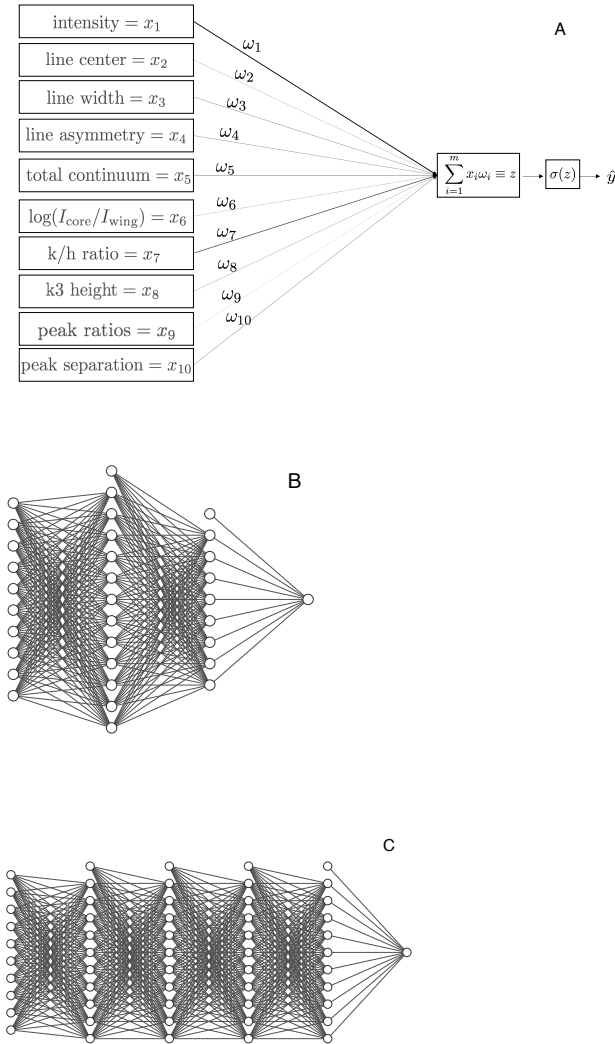 intensity = x₁
line center = x₂
line width = x₃
line asymmetry = x₄
total continuum = x₅
log(I_core/I_wing) = x₆
k/h ratio = x₇
k3 height = x₈
peak ratios = x₉
peak separation = x₁₀
ω₁
ω₂
ω₃
ω₄
ω₅
ω₆
ω₇
ω₈
ω₉
ω₁₀
A
∑_{i=1}^{m} xᵢωᵢ ≡ z
σ(z)
ŷ
B
C